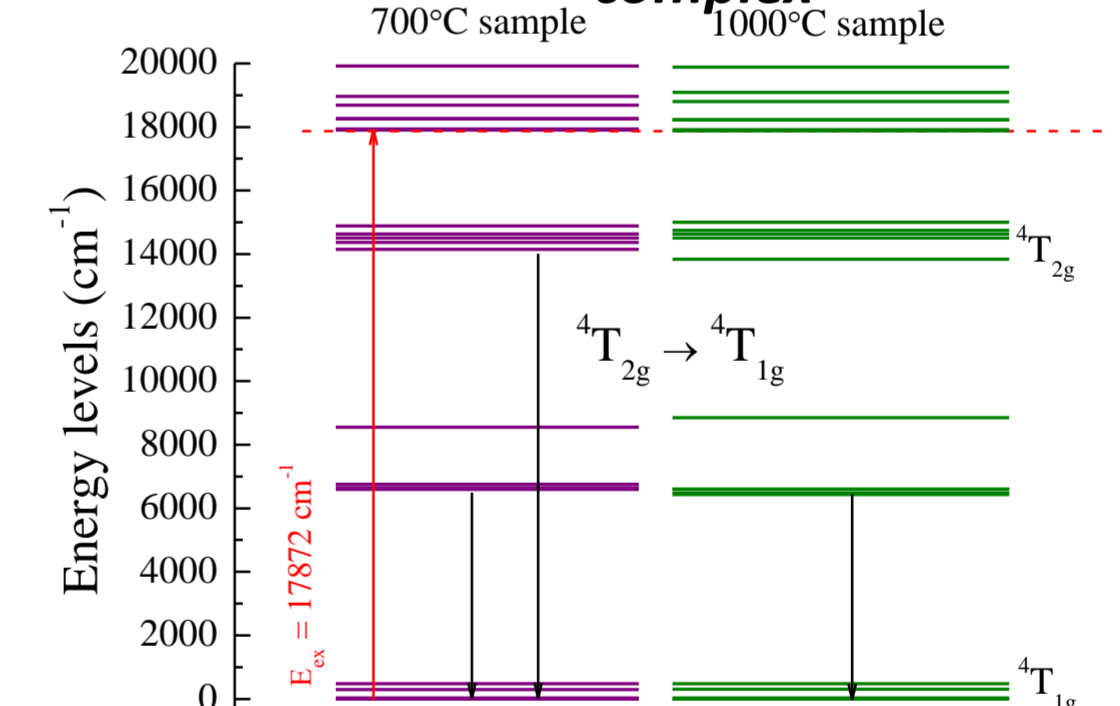 complex
700°C sample
1000°C sample
Energy levels (cm⁻¹)
20000
18000
16000
14000
12000
10000
8000
6000
4000
2000
0
Eₑₓ = 17872 cm⁻¹
⁴T₂g → ⁴T₁g
⁴T₂g
⁴T₁g